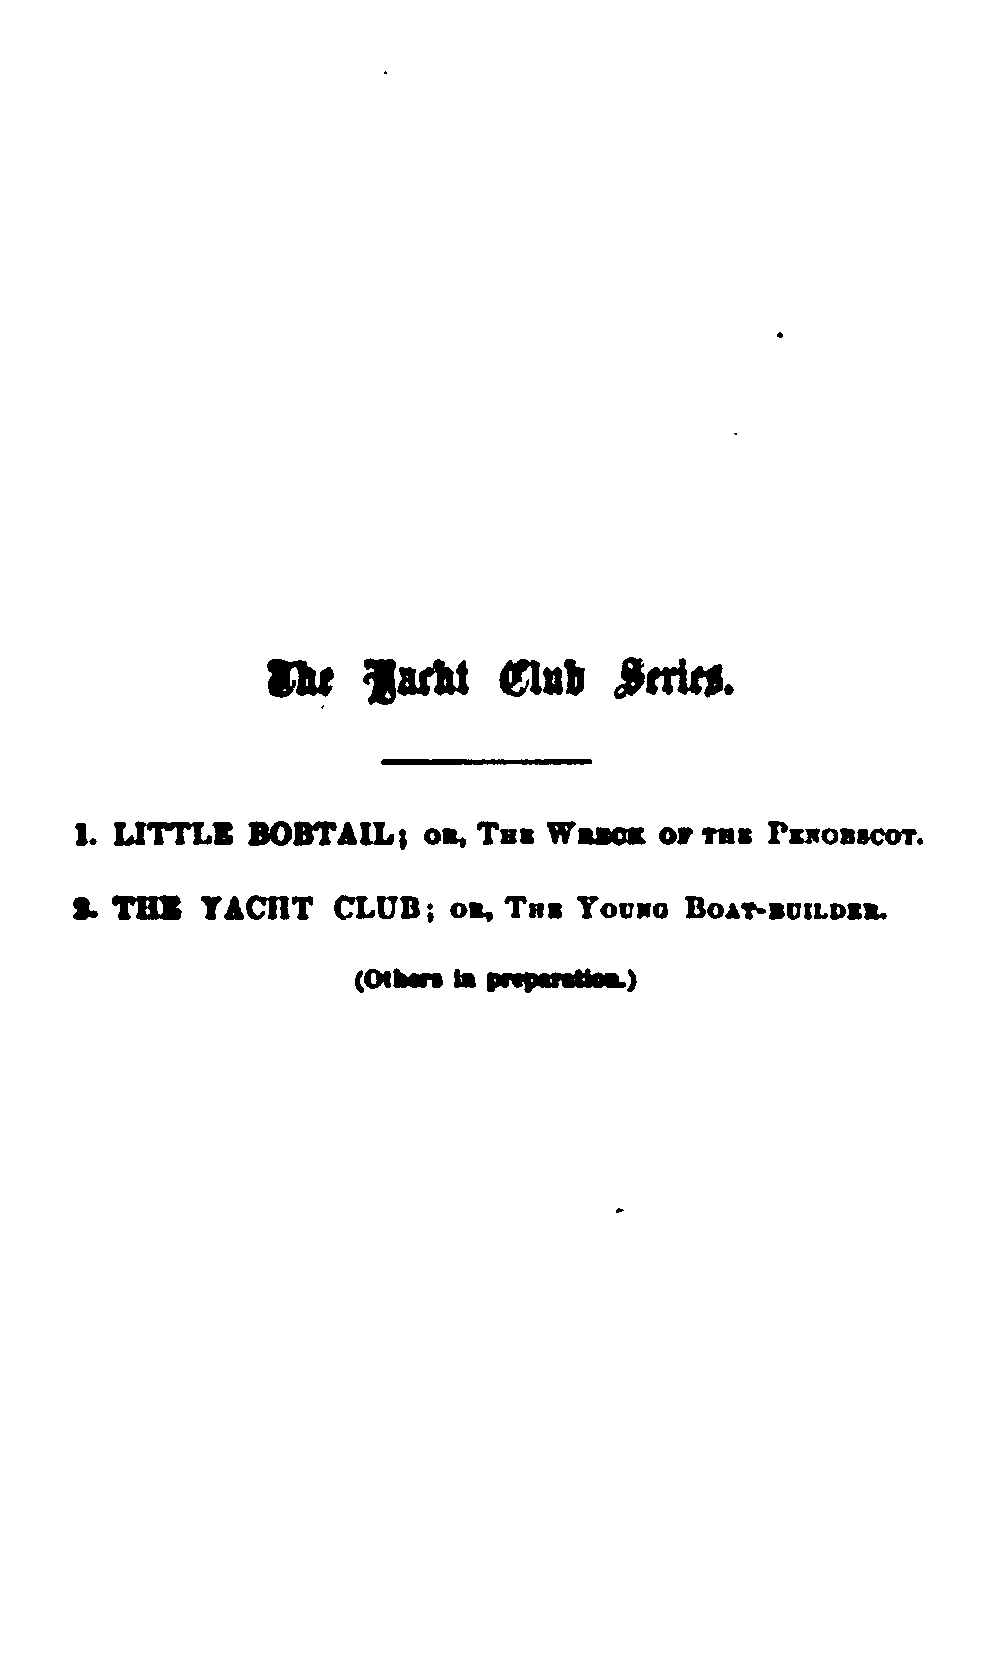 The Yacht Club Series.
1. LITTLE BOBTAIL; OR, THE WRECK OF THE PENOBSCOT.
2. THE YACHT CLUB; OR, THE YOUNG BOAT-BUILDER.
(Others in preparation.)